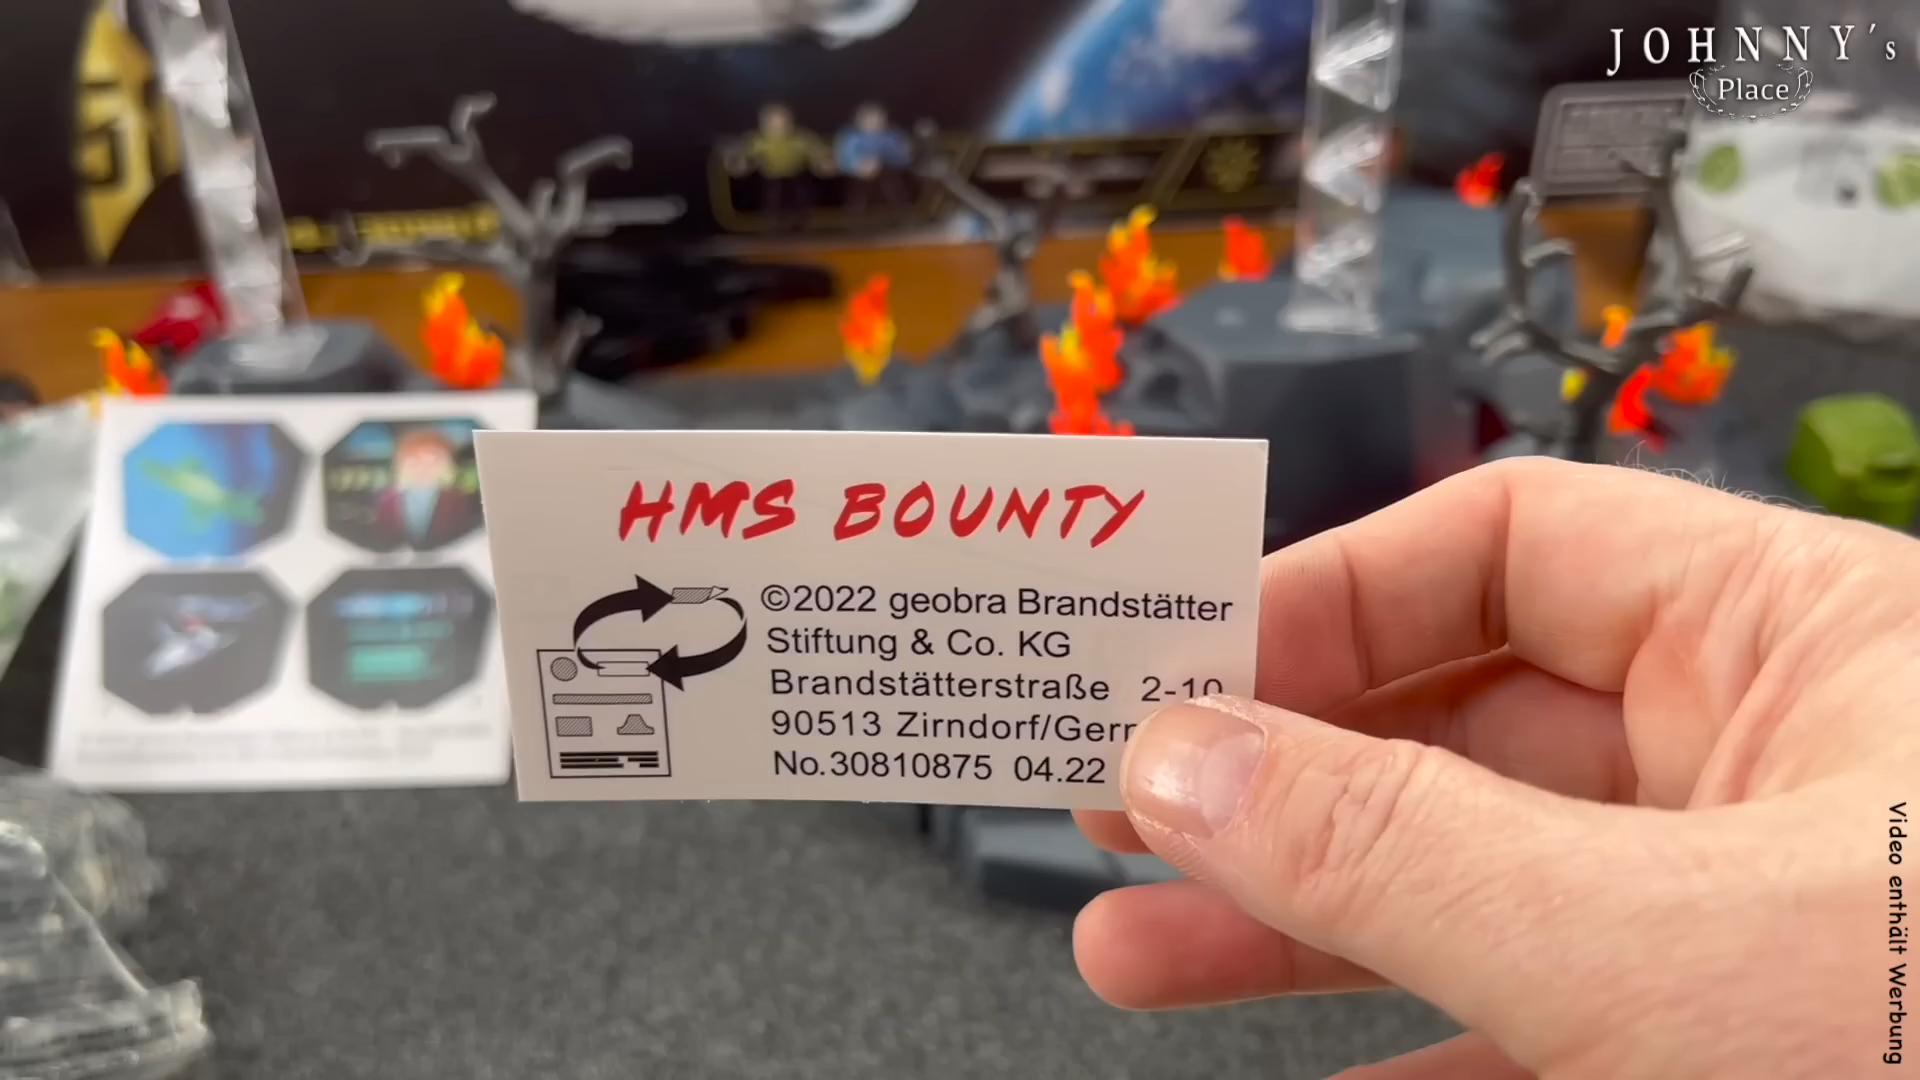 JOHNNY's
Place
HMS BOUNTY
©2022 geobra Brandstätter
Stiftung & Co. KG
Brandstätterstraße 2-10
90513 Zirndorf/Ger
No.30810875 04.22
Video enthält Werbung